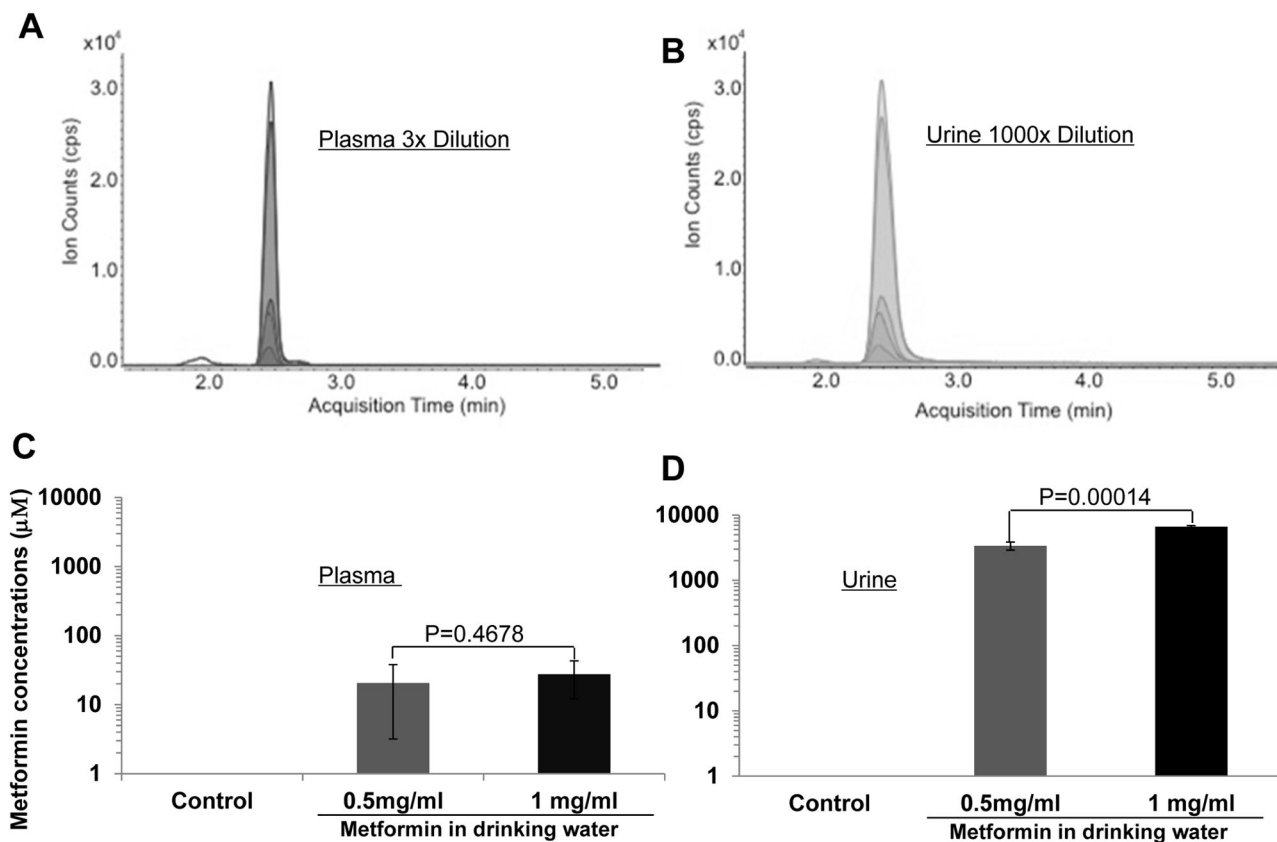 A
x10⁴
3.0
2.0
1.0
0.0
Ion Counts (cps)
Plasma 3x Dilution
2.0 3.0 4.0 5.0
Acquisition Time (min)
B
x10⁴
3.0
2.0
1.0
0.0
Ion Counts (cps)
Urine 1000x Dilution
2.0 3.0 4.0 5.0
Acquisition Time (min)
C
Metformin concentrations (μM)
10000
1000
100
10
1
Plasma
P=0.4678
Control 0.5mg/ml 1 mg/ml
Metformin in drinking water
D
10000
1000
100
10
1
Urine
P=0.00014
Control 0.5mg/ml 1 mg/ml
Metformin in drinking water